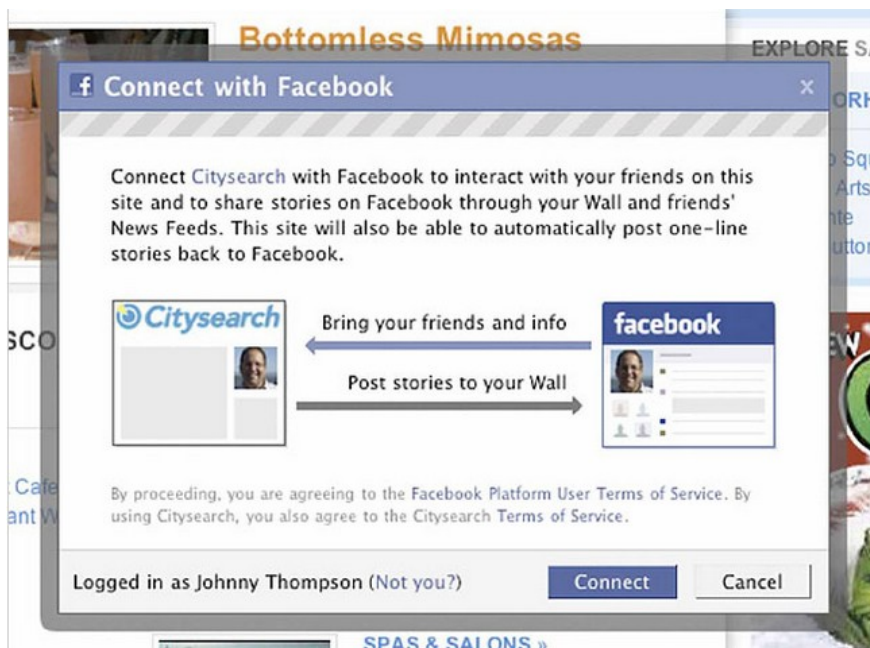 Bottomless Mimosas
EXPLORE
Connect with Facebook
x
Connect Citysearch with Facebook to interact with your friends on this
site and to share stories on Facebook through your Wall and friends'
News Feeds. This site will also be able to automatically post one-line
stories back to Facebook.
Citysearch
Bring your friends and info
facebook
Post stories to your Wall
By proceeding, you are agreeing to the Facebook Platform User Terms of Service. By
using Citysearch, you also agree to the Citysearch Terms of Service.
Logged in as Johnny Thompson (Not you?)
Connect
Cancel
SPAS & SALONS »